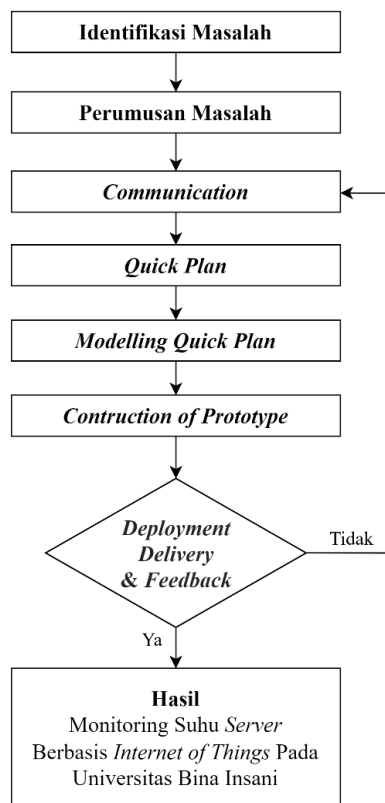 Identifikasi Masalah
Perumusan Masalah
Communication
Quick Plan
Modelling Quick Plan
Contruction of Prototype
Deployment
Delivery
& Feedback
Tidak
Ya
Hasil
Monitoring Suhu Server
Berbasis Internet of Things Pada
Universitas Bina Insani